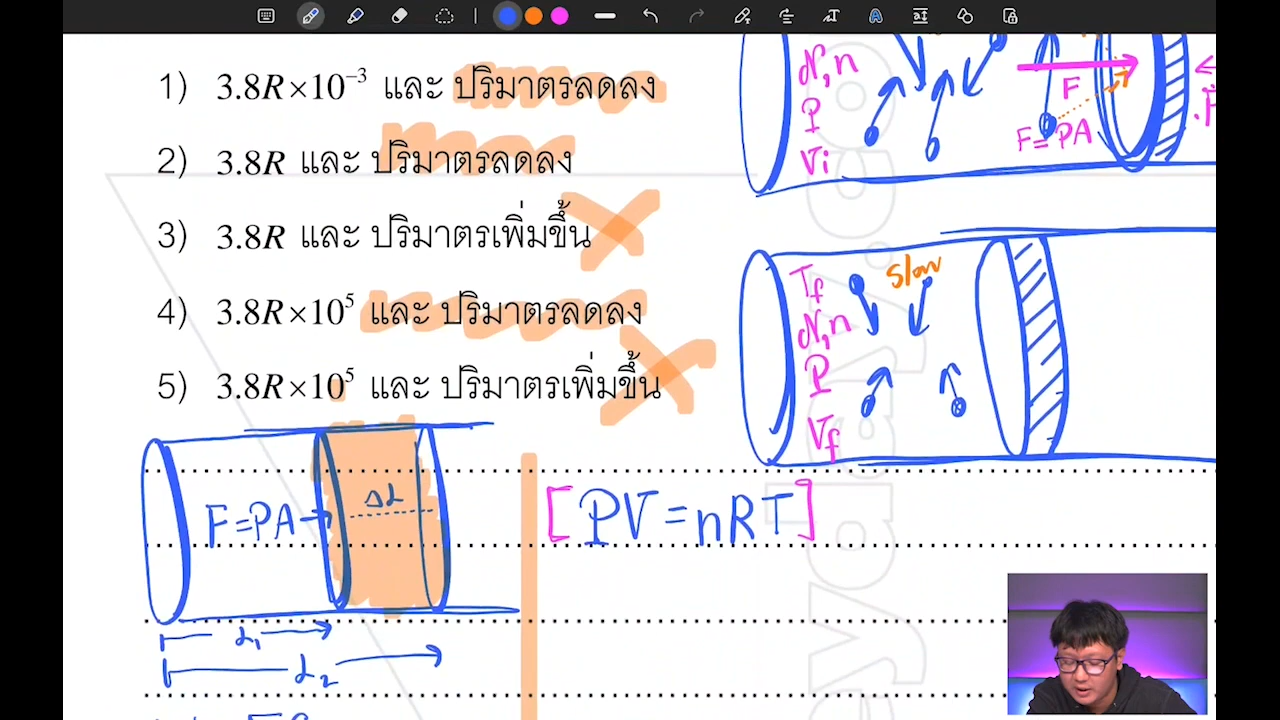 1) 3.8R×10⁻³ และ ปริมาตรลดลง
2) 3.8R และ ปริมาตรลดลง
3) 3.8R และ ปริมาตรเพิ่มขึ้น
4) 3.8R×10⁵ และ ปริมาตรลดลง
5) 3.8R×10⁵ และ ปริมาตรเพิ่มขึ้น
N,n
P
Vi
F
F=PA
Tf
slow
N,n
P
Vf
F=PA
ΔL
L₁
L₂
[PV=nRT]